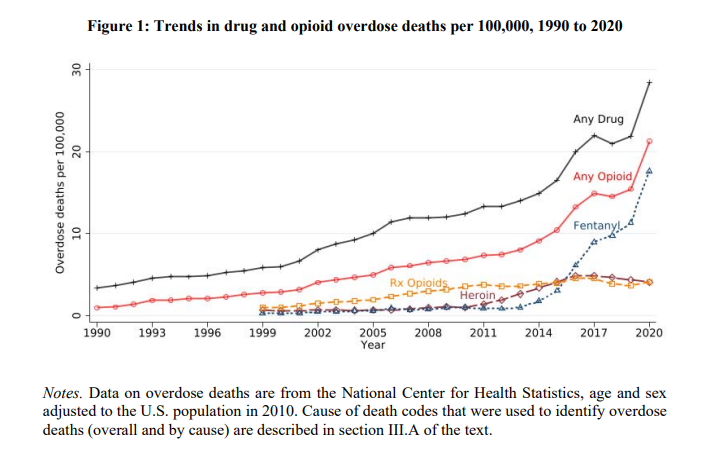 Figure 1: Trends in drug and opioid overdose deaths per 100,000, 1990 to 2020
Overdose deaths per 100,000
30
20
10
0
Any Drug
Any Opioid
Fentanyl
Rx Opioids
Heroin
1990 1993 1996 1999 2002 2005 2008 2011 2014 2017 2020
Year
Notes. Data on overdose deaths are from the National Center for Health Statistics, age and sex
adjusted to the U.S. population in 2010. Cause of death codes that were used to identify overdose
deaths (overall and by cause) are described in section III.A of the text.